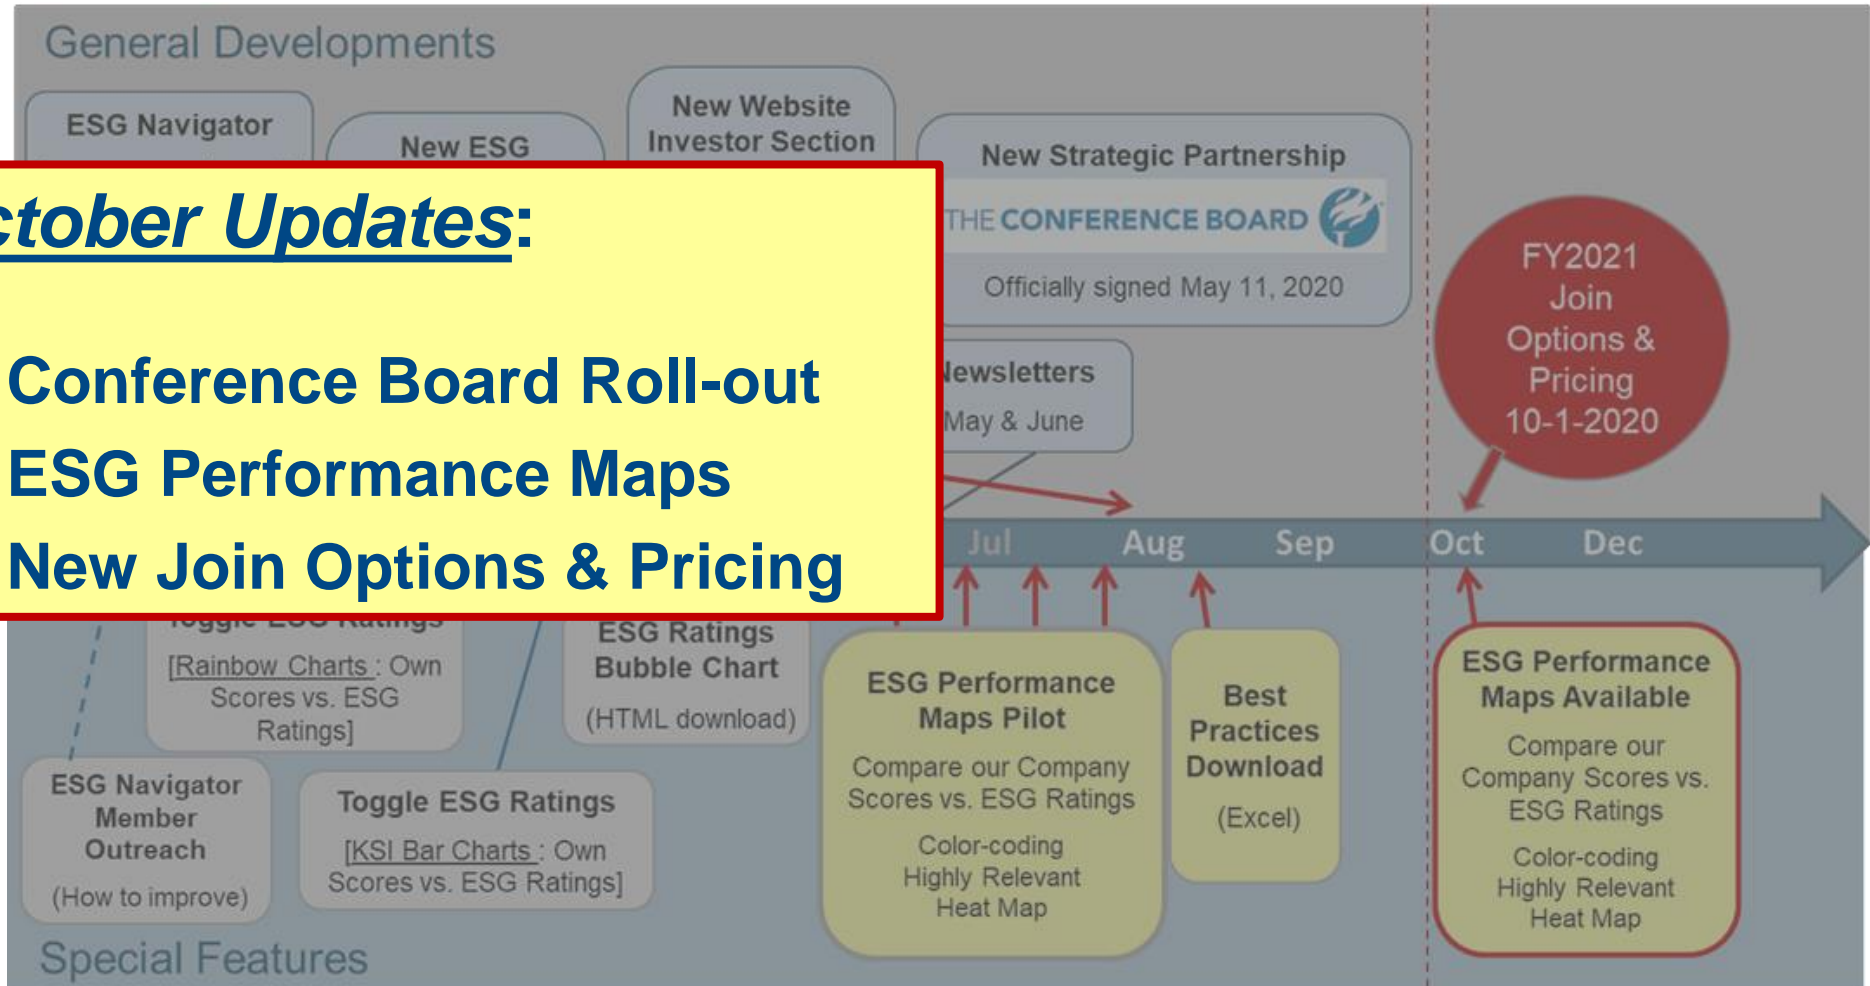 General Developments
ESG Navigator
New ESG
New Website
Investor Section
New Strategic Partnership
THE CONFERENCE BOARD
Officially signed May 11, 2020
FY2021
Join
Options &
Pricing
10-1-2020
ctober Updates:
Conference Board Roll-out
ESG Performance Maps
New Join Options & Pricing
Newsletters
May & June
Jul
Aug
Sep
Oct
Dec
Toggle ESG Ratings
[Rainbow Charts : Own
Scores vs. ESG
Ratings]
ESG Ratings
Bubble Chart
(HTML download)
ESG Performance
Maps Pilot
Compare our Company
Scores vs. ESG Ratings
Color-coding
Highly Relevant
Heat Map
Best
Practices
Download
(Excel)
ESG Performance
Maps Available
Compare our
Company Scores vs.
ESG Ratings
Color-coding
Highly Relevant
Heat Map
ESG Navigator
Member
Outreach
(How to improve)
Toggle ESG Ratings
[KSI Bar Charts : Own
Scores vs. ESG Ratings]
Special Features